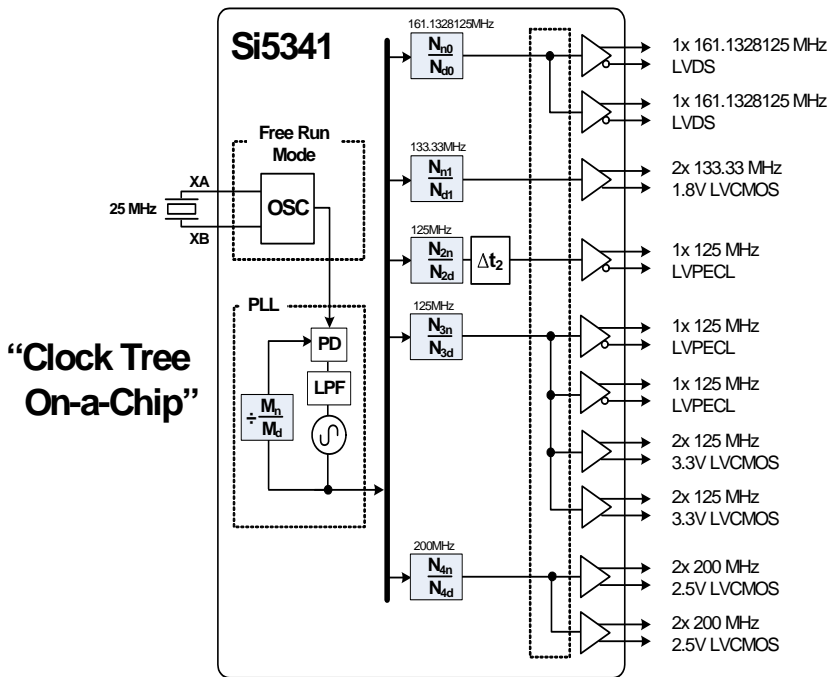 Si5341
161.1328125MHz
Nn0
Nd0
1x 161.1328125 MHz
LVDS
1x 161.1328125 MHz
LVDS
Free Run
Mode
XA
25 MHz
XB
OSC
133.33MHz
Nn1
Nd1
2x 133.33 MHz
1.8V LVCMOS
125MHz
N2n
N2d
Δt2
1x 125 MHz
LVPECL
PLL
PD
LPF
÷ Mn
Md
125MHz
N3n
N3d
1x 125 MHz
LVPECL
1x 125 MHz
LVPECL
2x 125 MHz
3.3V LVCMOS
2x 125 MHz
3.3V LVCMOS
“Clock Tree
On-a-Chip”
200MHz
N4n
N4d
2x 200 MHz
2.5V LVCMOS
2x 200 MHz
2.5V LVCMOS